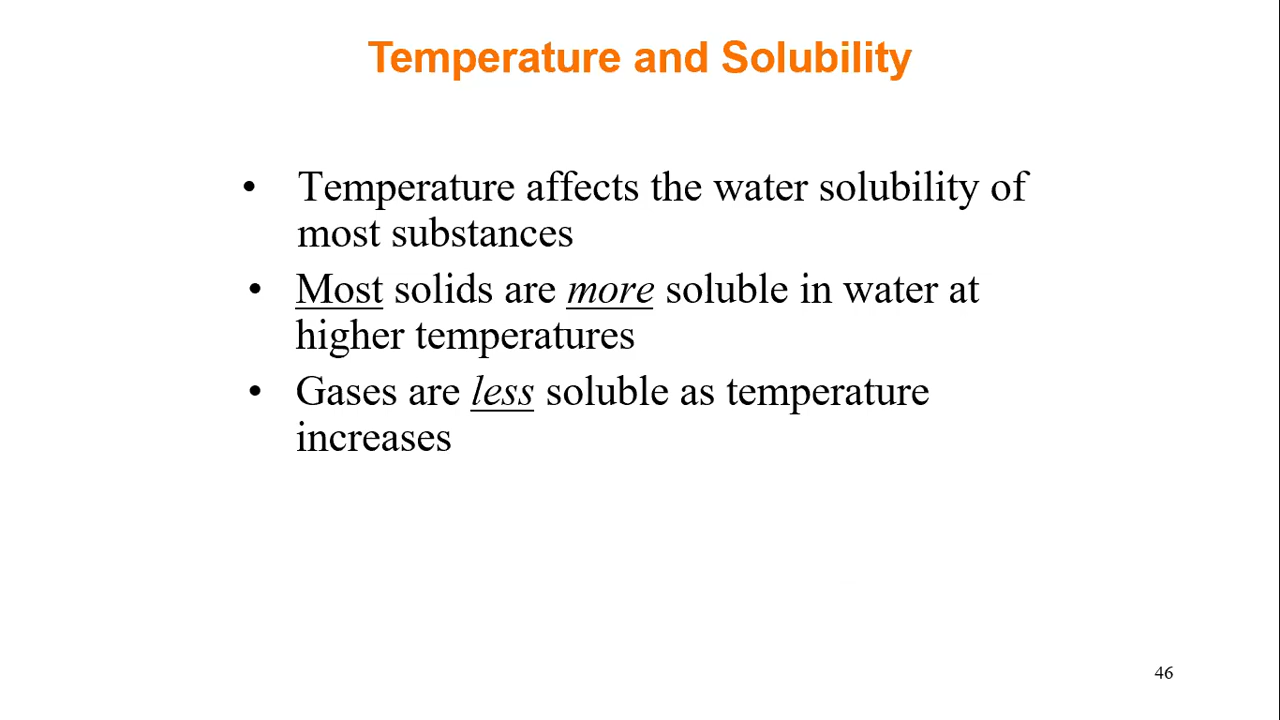 Temperature and Solubility
• Temperature affects the water solubility of
most substances
• Most solids are more soluble in water at
higher temperatures
• Gases are less soluble as temperature
increases
46